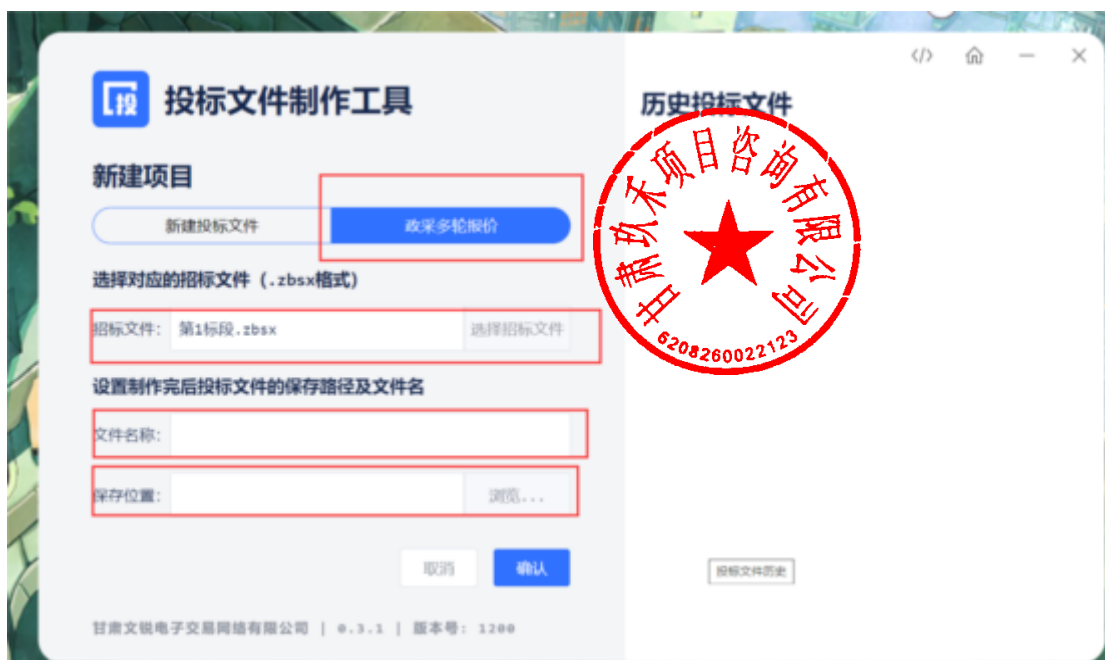 投
投标文件制作工具
新建项目
新建投标文件
政采多轮报价
选择对应的招标文件（.zbsx格式）
招标文件: 第1标段.zbsx 选择招标文件
设置制作完后投标文件的保存路径及文件名
文件名称:
保存位置: 浏览...
取消 确认
甘肃文锐电子交易网络有限公司 | 0.3.1 | 版本号: 1200
</>
历史投标文件
甘肃玖禾项目咨询有限公司
6208260022123
投标文件历史